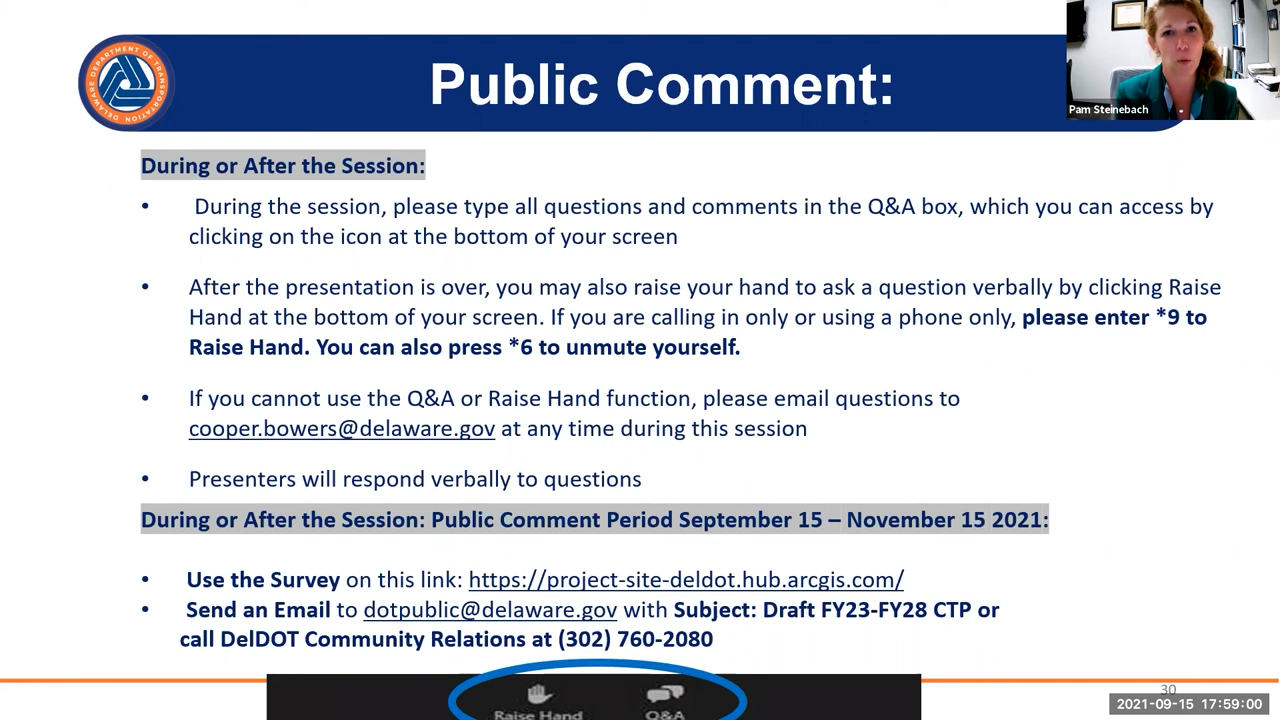 Public Comment:
DELAWARE DEPARTMENT OF TRANSPORTATION
DELAWARE DELDOT
Pam Steinebach
During or After the Session:
• During the session, please type all questions and comments in the Q&A box, which you can access by
clicking on the icon at the bottom of your screen
• After the presentation is over, you may also raise your hand to ask a question verbally by clicking Raise
Hand at the bottom of your screen. If you are calling in only or using a phone only, please enter *9 to
Raise Hand. You can also press *6 to unmute yourself.
• If you cannot use the Q&A or Raise Hand function, please email questions to
cooper.bowers@delaware.gov at any time during this session
• Presenters will respond verbally to questions
During or After the Session: Public Comment Period September 15 – November 15 2021:
• Use the Survey on this link: https://project-site-deldot.hub.arcgis.com/
• Send an Email to dotpublic@delaware.gov with Subject: Draft FY23-FY28 CTP or
call DelDOT Community Relations at (302) 760-2080
30
Raise Hand
Q&A
2021-09-15 17:59:00